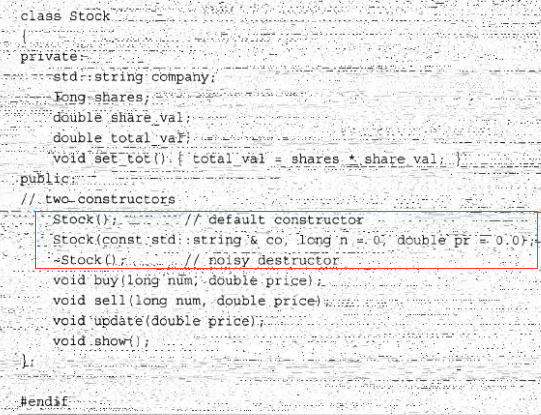 class Stock
{
private:
std::string company;
long shares;
double share_val;
double total_val;
void set_tot() { total_val = shares * share_val; }
public:
// two constructors
Stock(); // default constructor
Stock(const std::string & co, long n = 0, double pr = 0.0);
~Stock(); // noisy destructor
void buy(long num, double price);
void sell(long num, double price);
void update(double price);
void show();
};
#endif